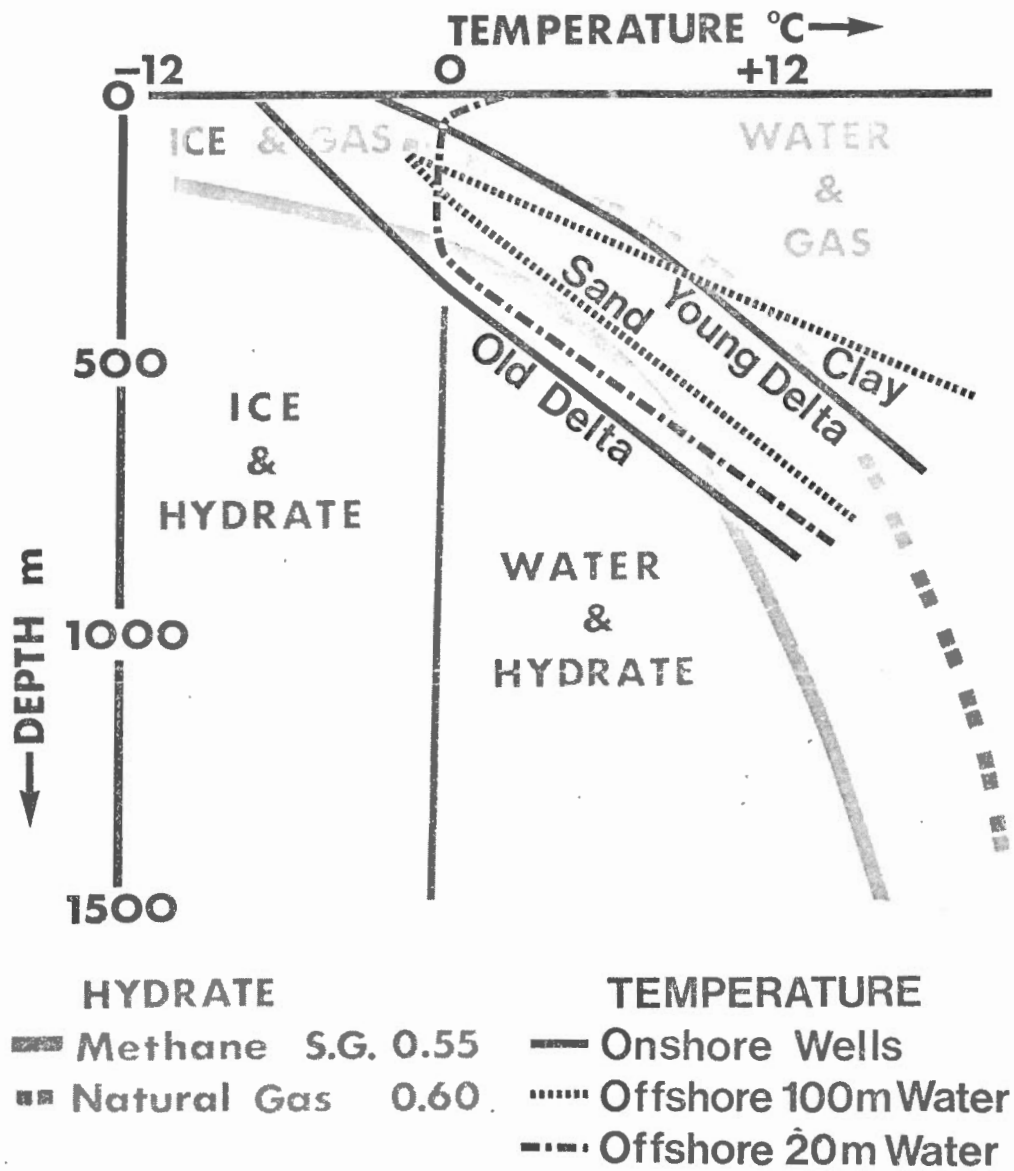 TEMPERATURE °C→
−12 0 +12
0
ICE & GAS
WATER
&
GAS
Sand
Young Delta
Clay
500
Old Delta
ICE
&
HYDRATE
WATER
&
HYDRATE
←DEPTH m
1000
1500
HYDRATE
Methane S.G. 0.55
Natural Gas 0.60
TEMPERATURE
Onshore Wells
Offshore 100m Water
Offshore 20m Water